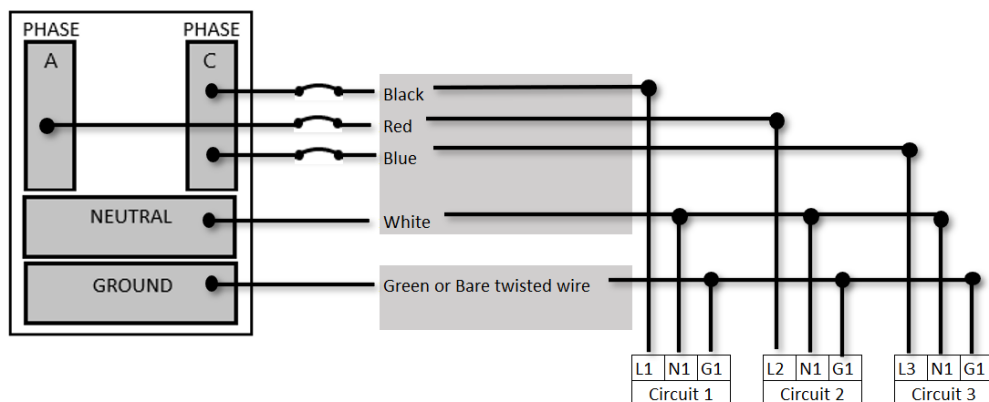 PHASE PHASE
A C
Black
Red
Blue
NEUTRAL White
GROUND Green or Bare twisted wire
L1 N1 G1 L2 N1 G1 L3 N1 G1
Circuit 1 Circuit 2 Circuit 3